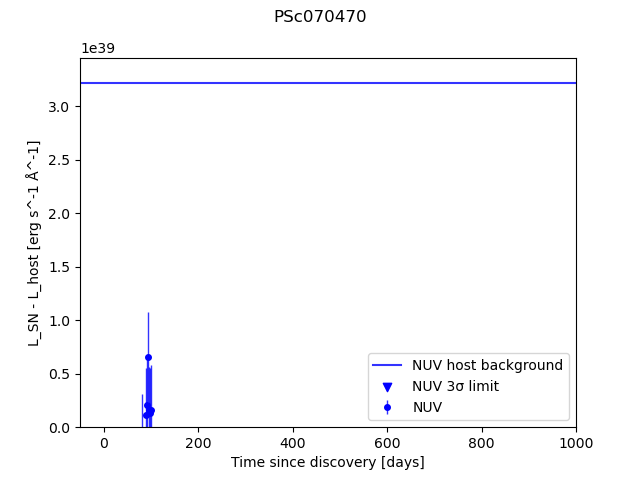 PSc070470
1e39
L_SN - L_host [erg s^-1 Å^-1]
3.0
2.5
2.0
1.5
1.0
0.5
0.0
NUV host background
NUV 3σ limit
NUV
0 200 400 600 800 1000
Time since discovery [days]